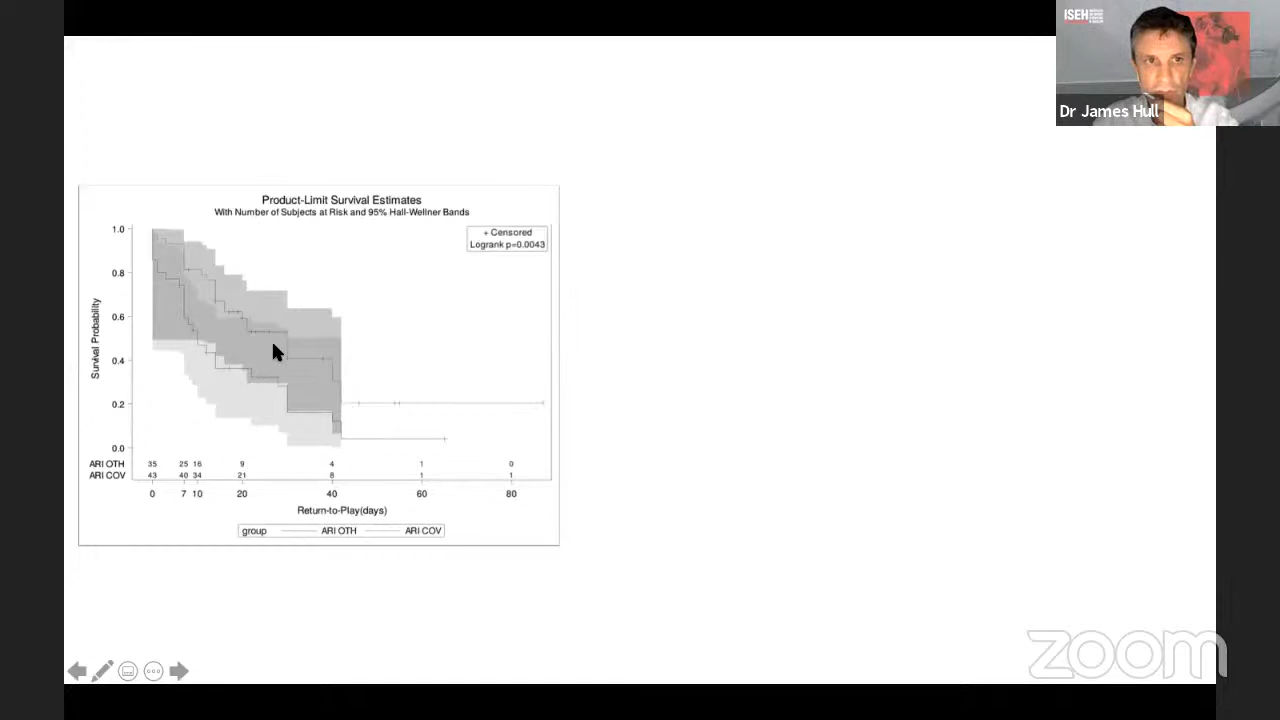 ISEH
Dr James Hull
Product-Limit Survival Estimates
With Number of Subjects at Risk and 95% Hall-Wellner Bands
+ Censored
Logrank p=0.0043
1.0
0.8
0.6
0.4
0.2
0.0
Survival Probability
ARI OTH 35 25 16 9 4 1 0
ARI COV 43 40 34 21 8 1 1
0 7 10 20 40 60 80
Return-to-Play(days)
group ARI OTH ARI COV
zoom